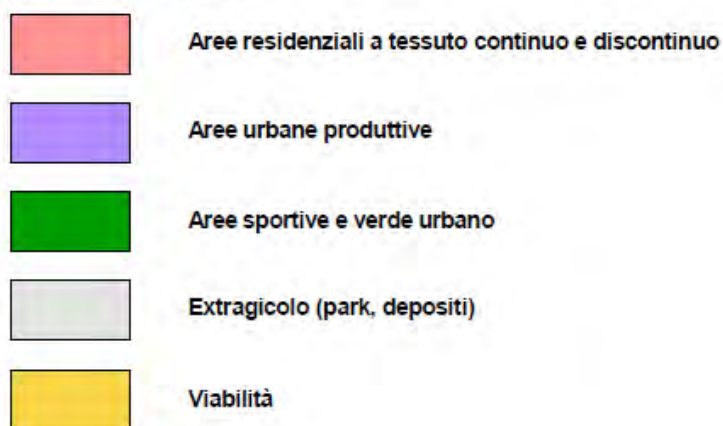 Aree residenziali a tessuto continuo e discontinuo
Aree urbane produttive
Aree sportive e verde urbano
Extragicolo (park, depositi)
Viabilità